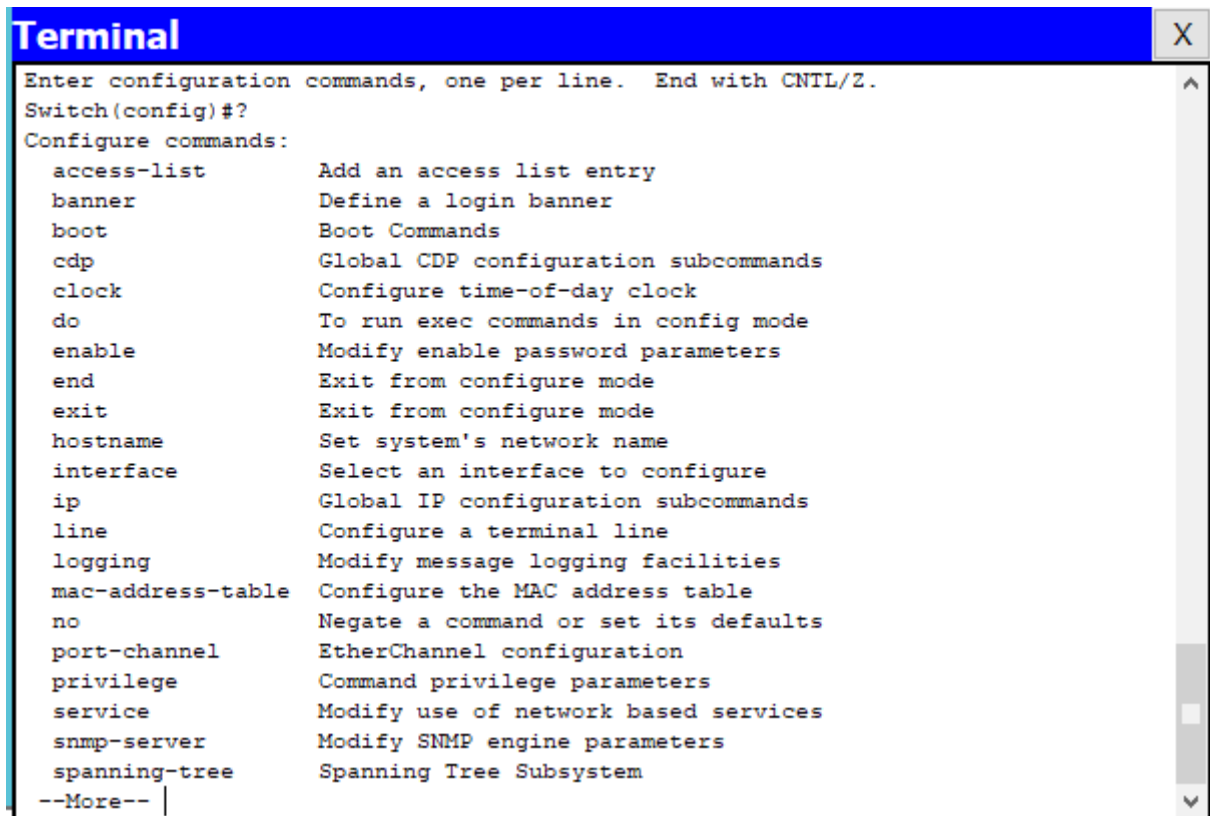 Terminal
X
Enter configuration commands, one per line.  End with CNTL/Z.
Switch(config)#?
Configure commands:
  access-list        Add an access list entry
  banner             Define a login banner
  boot               Boot Commands
  cdp                Global CDP configuration subcommands
  clock              Configure time-of-day clock
  do                 To run exec commands in config mode
  enable             Modify enable password parameters
  end                Exit from configure mode
  exit               Exit from configure mode
  hostname           Set system's network name
  interface          Select an interface to configure
  ip                 Global IP configuration subcommands
  line               Configure a terminal line
  logging            Modify message logging facilities
  mac-address-table  Configure the MAC address table
  no                 Negate a command or set its defaults
  port-channel       EtherChannel configuration
  privilege          Command privilege parameters
  service            Modify use of network based services
  snmp-server        Modify SNMP engine parameters
  spanning-tree      Spanning Tree Subsystem
 --More--